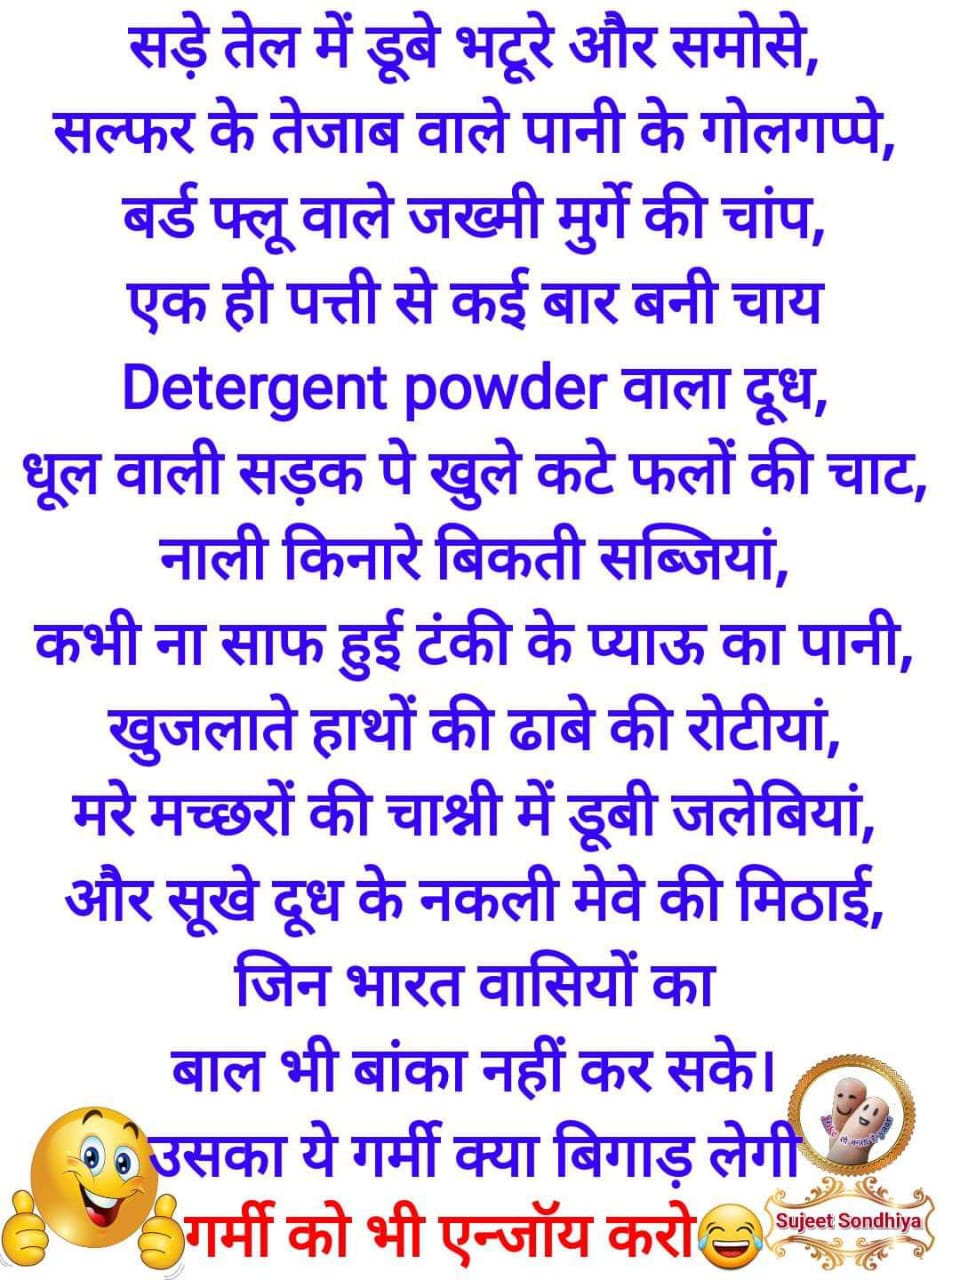 सड़े तेल में डूबे भटूरे और समोसे,
सल्फर के तेजाब वाले पानी के गोलगप्पे,
बर्ड फ्लू वाले जख्मी मुर्गे की चांप,
एक ही पत्ती से कई बार बनी चाय
Detergent powder वाला दूध,
धूल वाली सड़क पे खुले कटे फलों की चाट,
नाली किनारे बिकती सब्जियां,
कभी ना साफ हुई टंकी के प्याऊ का पानी,
खुजलाते हाथों की ढाबे की रोटीयां,
मरे मच्छरों की चाश्नी में डूबी जलेबियां,
और सूखे दूध के नकली मेवे की मिठाई,
जिन भारत वासियों का
बाल भी बांका नहीं कर सके।
उसका ये गर्मी क्या बिगाड़ लेगी
गर्मी को भी एन्जॉय करो
Sujeet Sondhiya